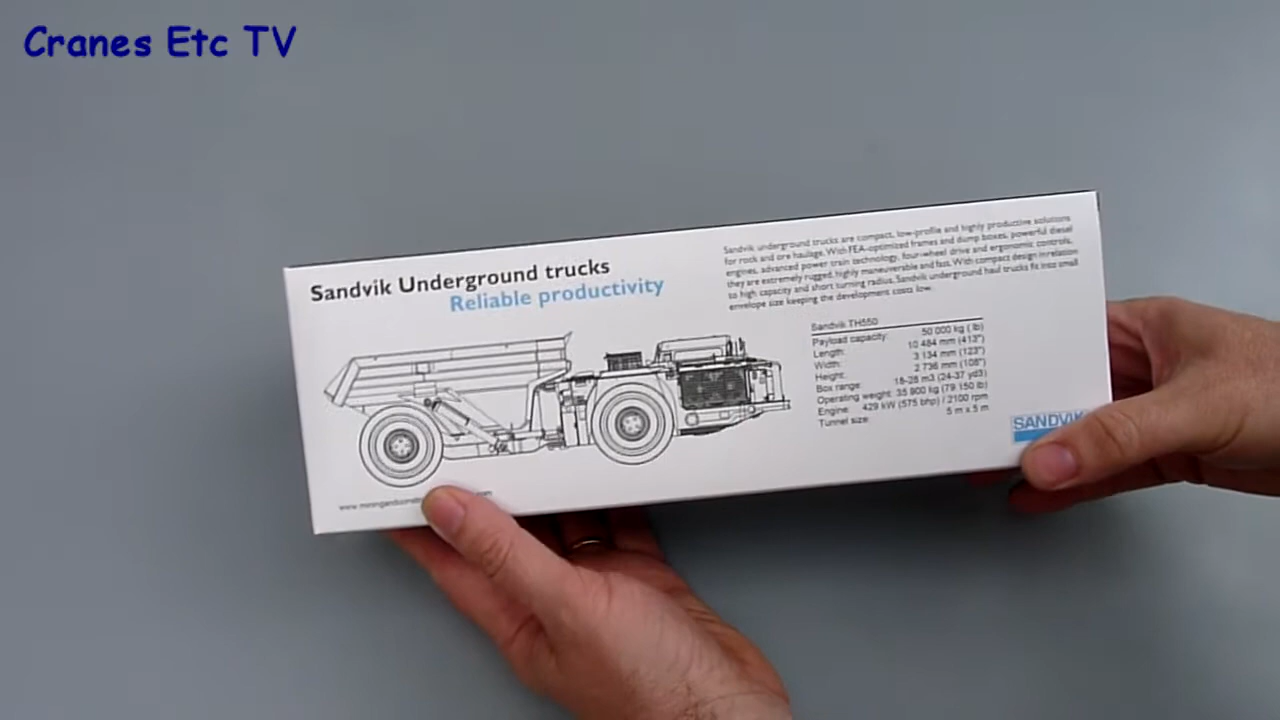 Cranes Etc TV
Sandvik Underground trucks
Reliable productivity
Sandvik underground trucks are compact, low-profile and highly productive solutions
for rock and ore haulage. With FEA-optimized frames and dump boxes, powerful diesel
engines, advanced power train technology, four-wheel drive and ergonomic controls,
they are extremely rugged, highly maneuverable and fast. With compact design in relation
to high capacity and short turning radius, Sandvik underground haul trucks fit into small
envelope size keeping the development costs low.
Sandvik TH550
Payload capacity: 50 000 kg ( lb)
Length: 10 484 mm (413")
Width: 3 134 mm (123")
Height: 2 736 mm (108")
Box range: 18-28 m3 (24-37 yd3)
Operating weight: 35 900 kg (79 150 lb)
Engine: 429 kW (575 bhp) / 2100 rpm
Tunnel size: 5 m x 5 m
SANDVIK